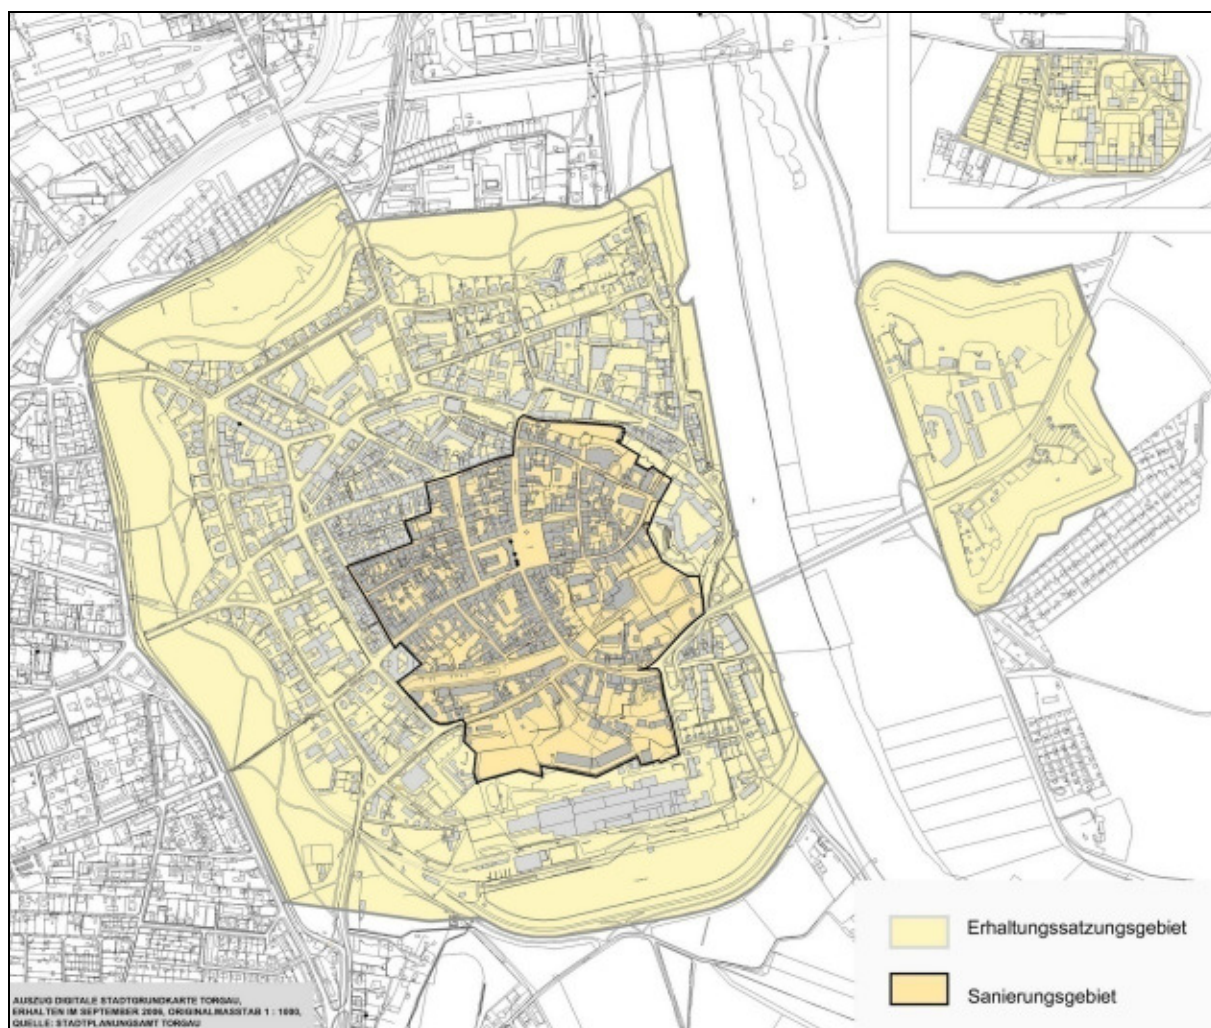 Erhaltungssatzungsgebiet
Sanierungsgebiet
AUSZUG DIGITALE STADTGRUNDKARTE TORGAU,
ERHALTEN IM SEPTEMBER 2006, ORIGINALMASSTAB 1 : 1000,
QUELLE: STADTPLANUNGSAMT TORGAU